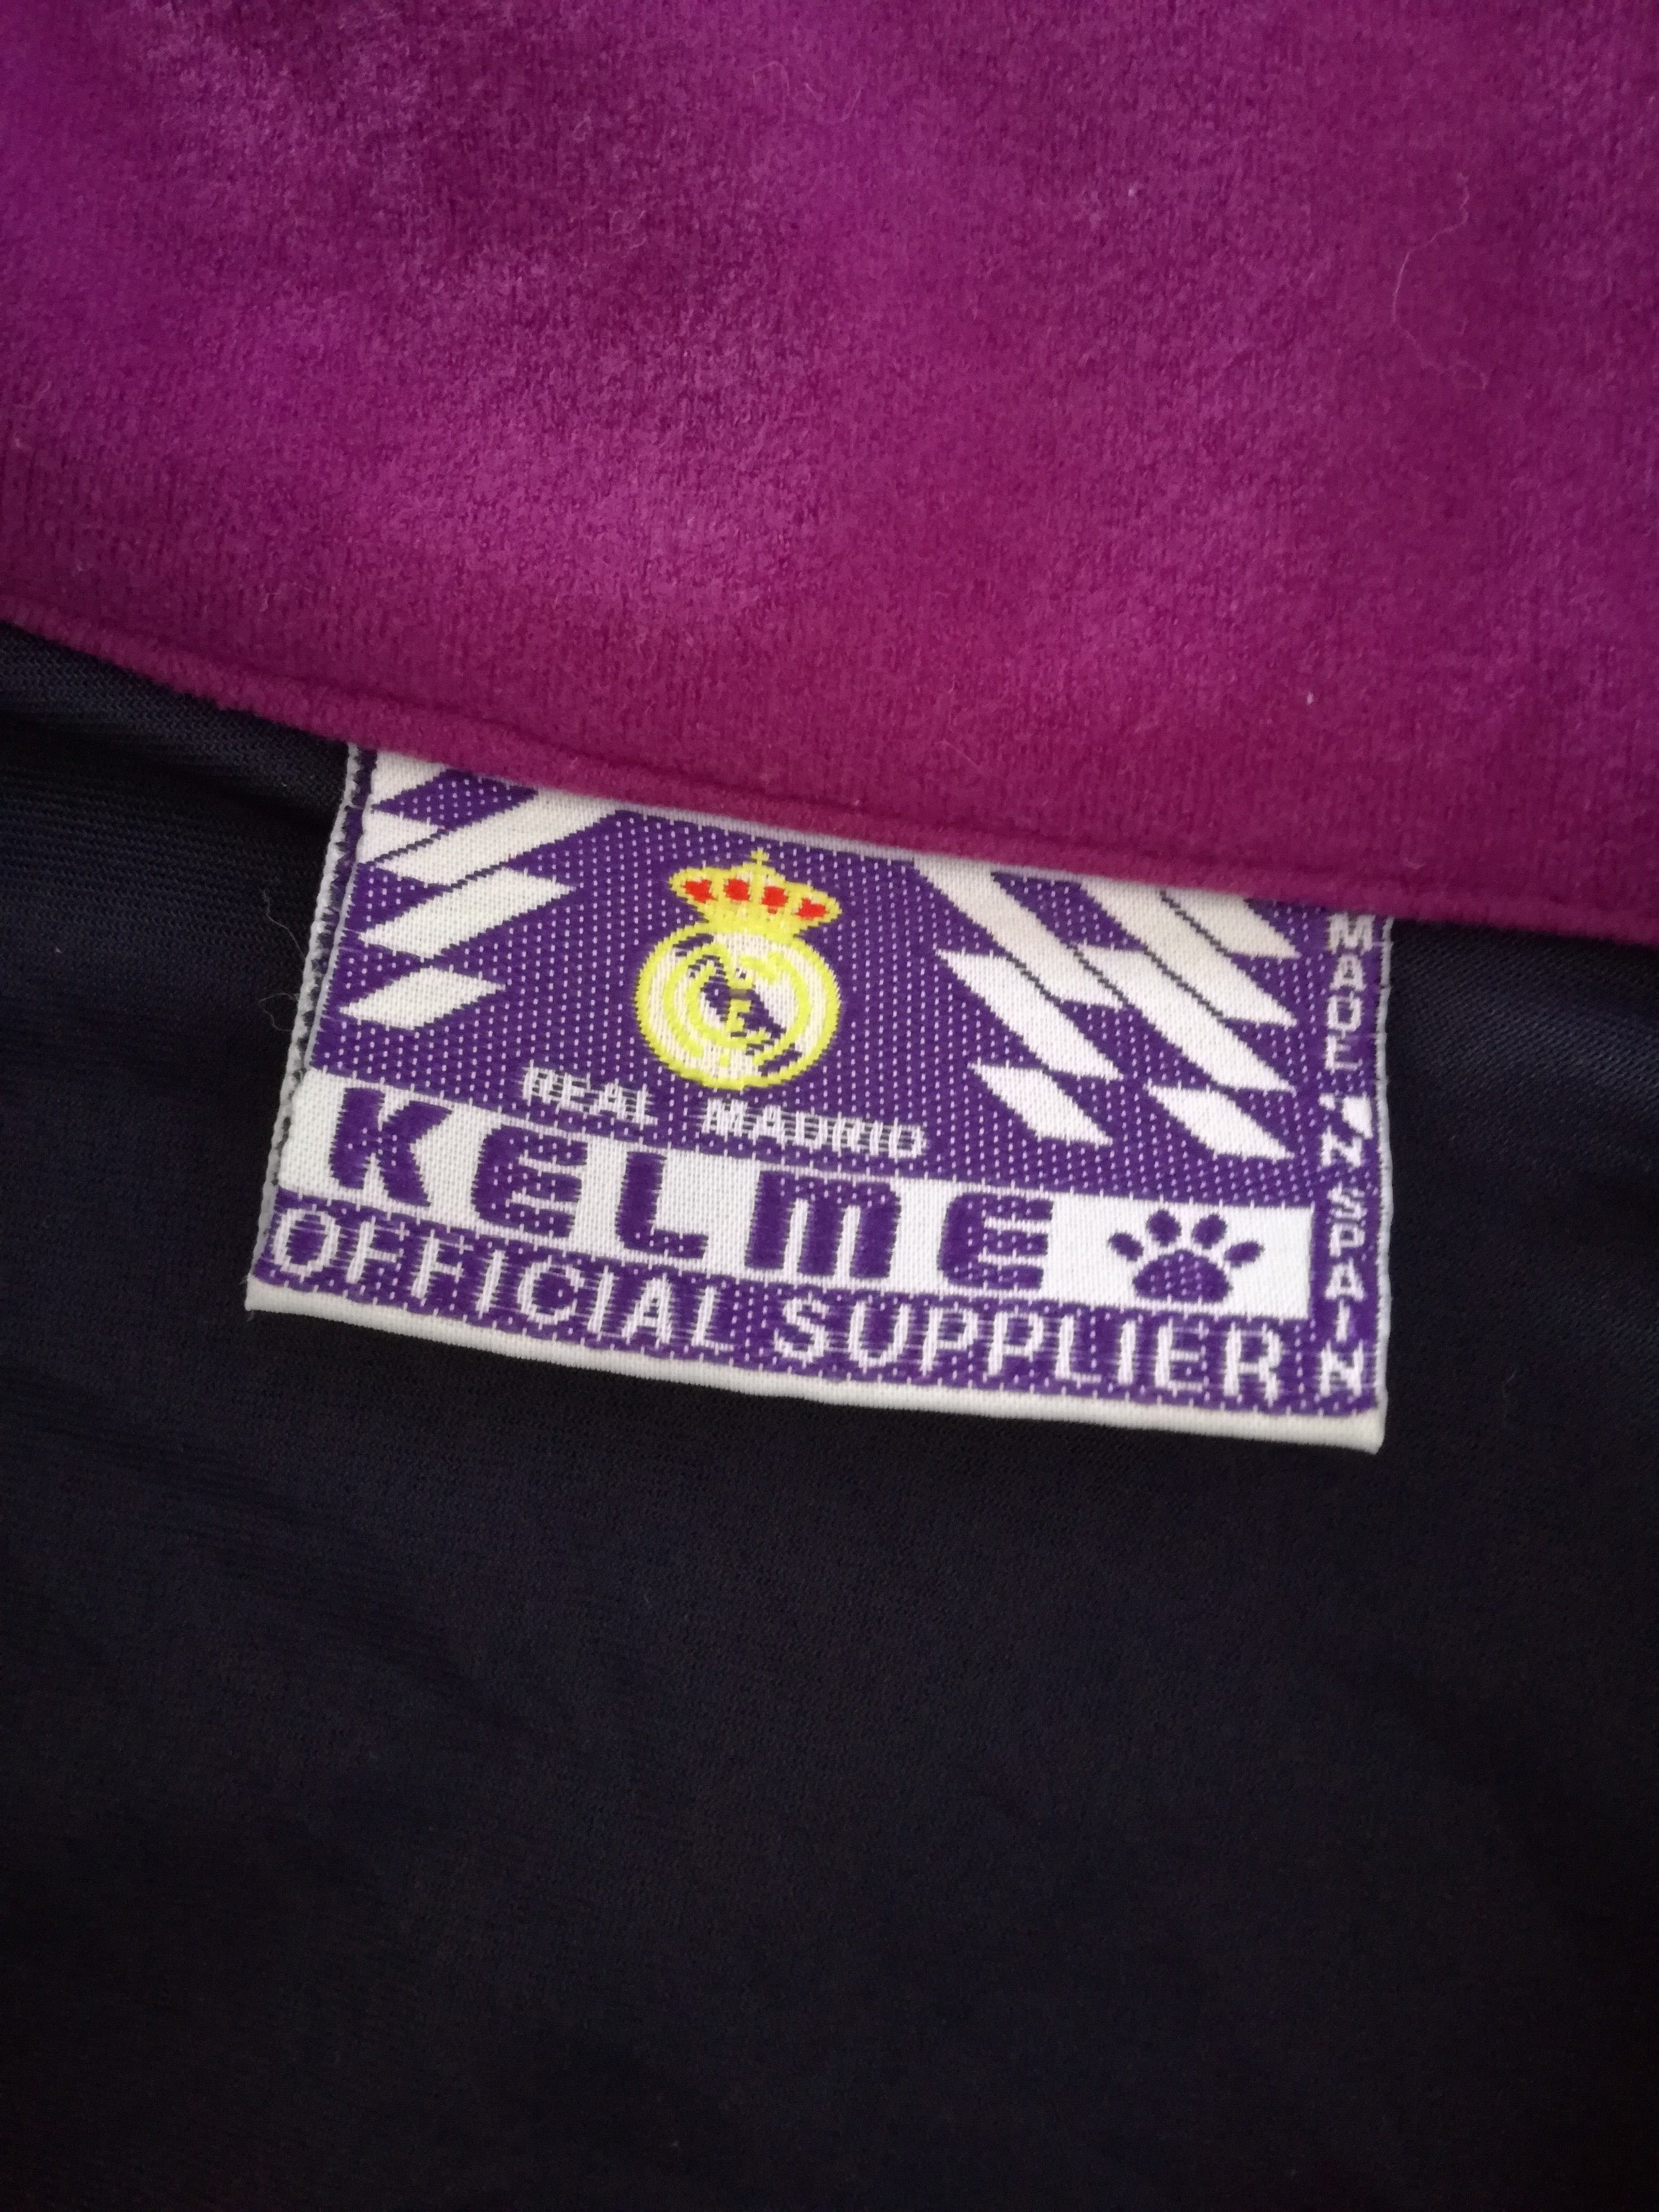 REAL MADRID
KELME
OFFICIAL SUPPLIER
MADE IN SPAIN